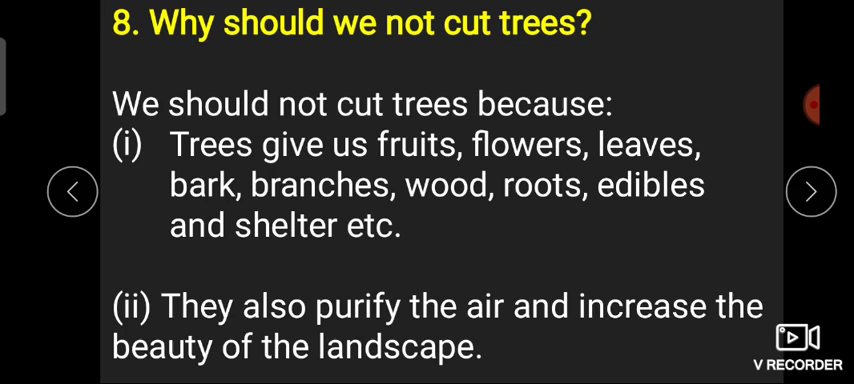 8. Why should we not cut trees?
We should not cut trees because:
(i) Trees give us fruits, flowers, leaves,
bark, branches, wood, roots, edibles
and shelter etc.
(ii) They also purify the air and increase the
beauty of the landscape.
V RECORDER